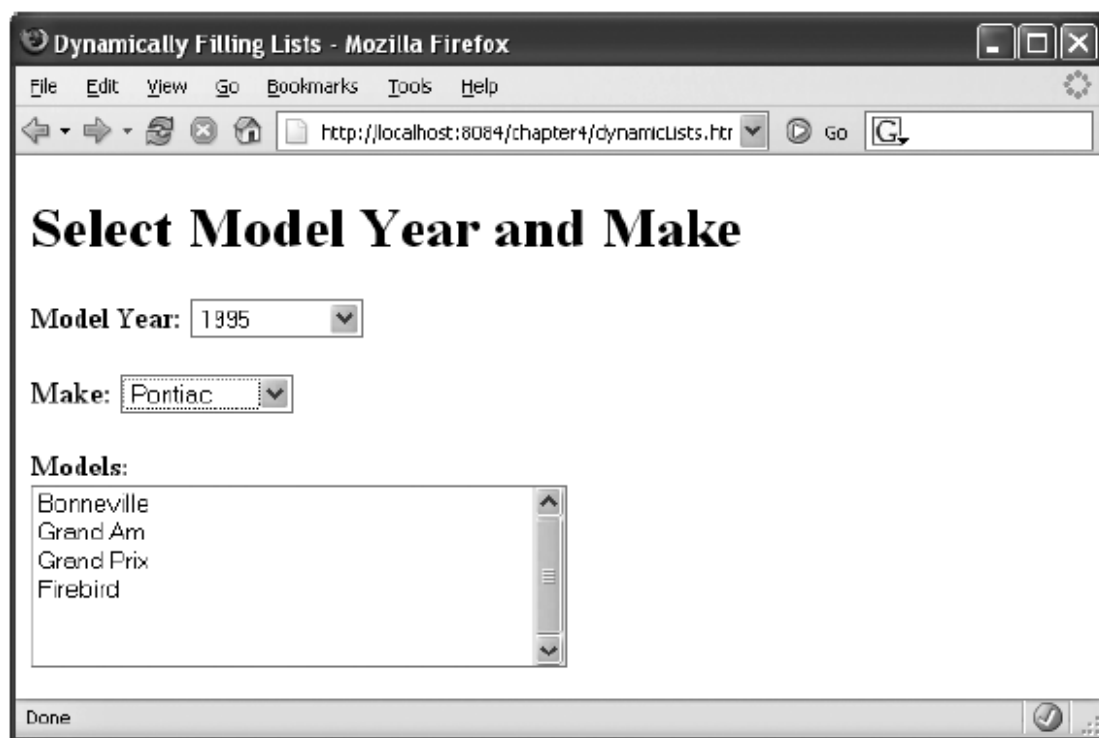 Dynamically Filling Lists - Mozilla Firefox
File Edit View Go Bookmarks Tools Help
http://localhost:8084/chapter4/dynamicLists.htr Go G
Select Model Year and Make
Model Year: 1995
Make: Pontiac
Models:
Bonneville
Grand Am
Grand Prix
Firebird
Done